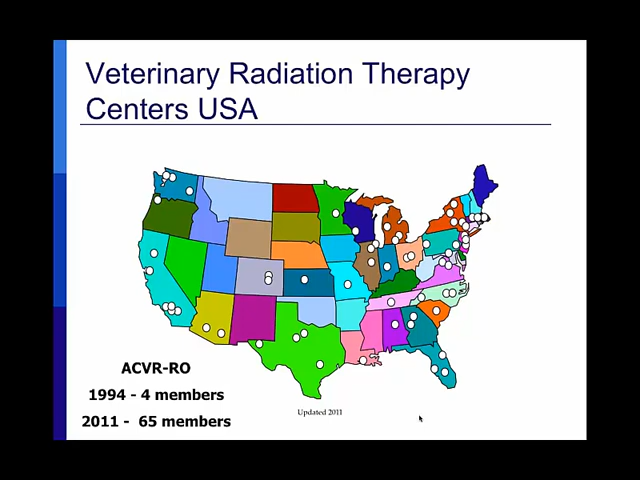 Veterinary Radiation Therapy
Centers USA
ACVR-RO
1994 - 4 members
2011 - 65 members
Updated 2011